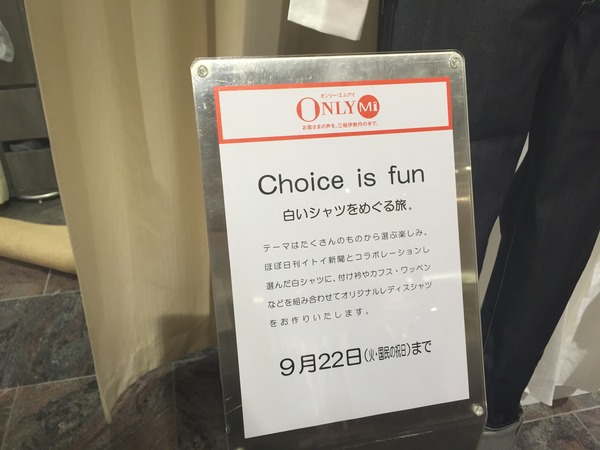 オンリー・エムアイ
ONLY Mi
お客さまの声を、三越伊勢丹の手で。
Choice is fun
白いシャツをめぐる旅。
テーマはたくさんのものから選ぶ楽しみ。
ほぼ日刊イトイ新聞とコラボレーションし
選んだ白シャツに、付け衿やカフス・ワッペン
などを組み合わせてオリジナルレディスシャツ
をお作りいたします。
9月22日(火・国民の祝日)まで